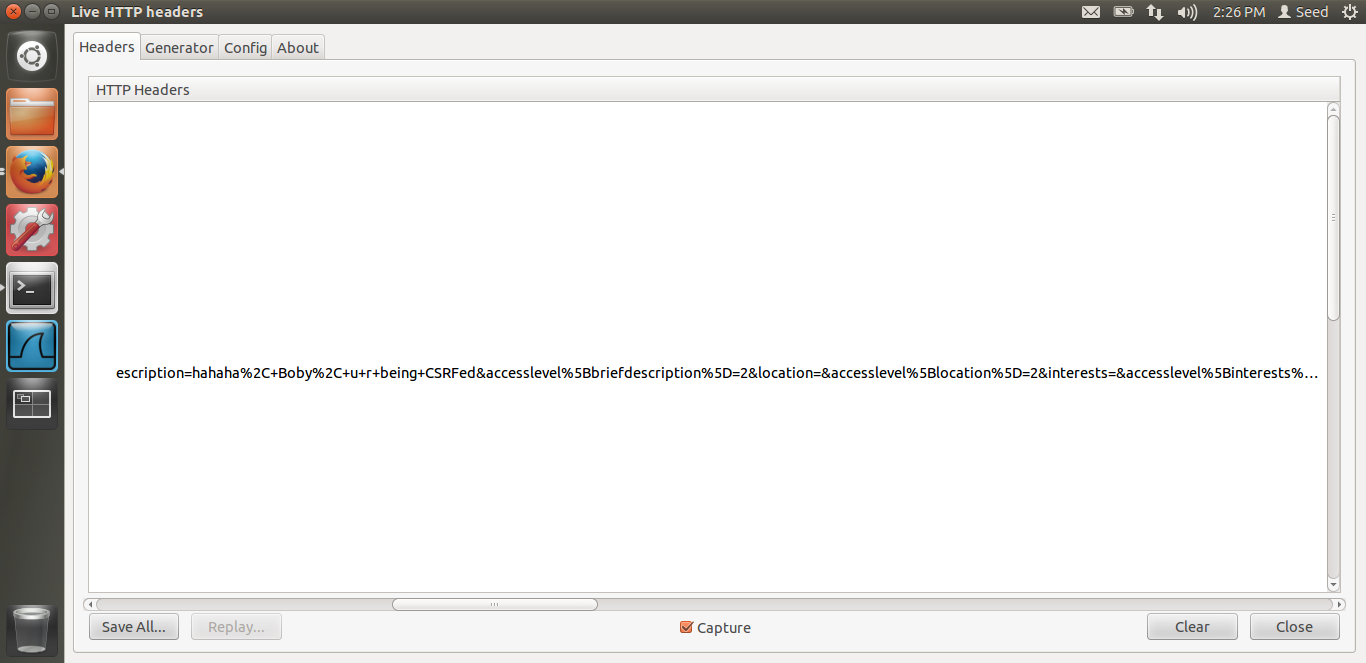 Live HTTP headers
2:26 PM Seed
Headers Generator Config About
HTTP Headers
escription=hahaha%2C+Boby%2C+u+r+being+CSRFed&accesslevel%5Bbriefdescription%5D=2&location=&accesslevel%5Blocation%5D=2&interests=&accesslevel%5Binterests%...
Save All... Replay... Capture Clear Close